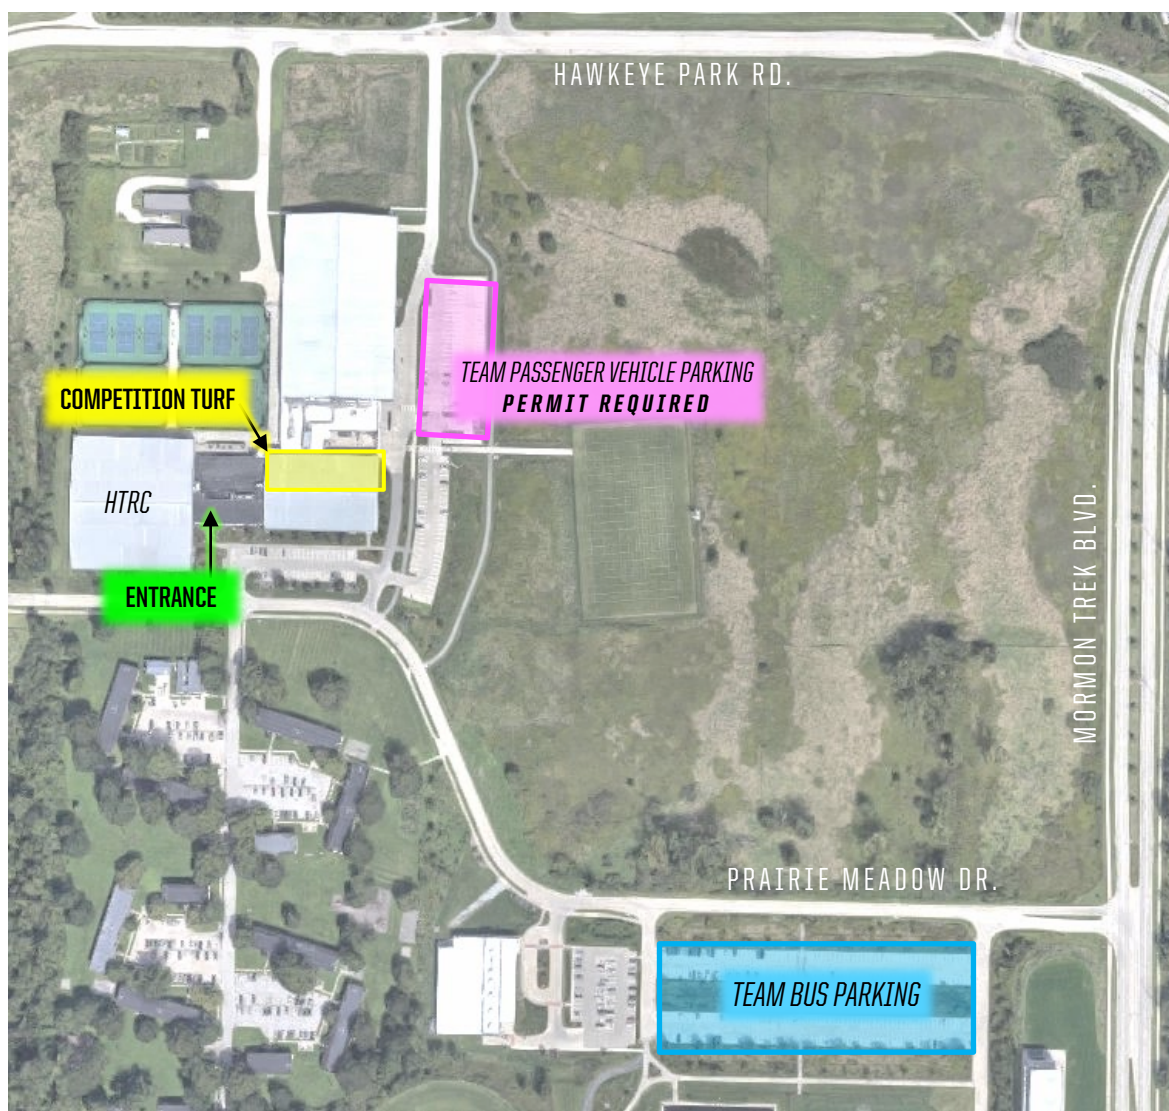 HAWKEYE PARK RD.
TEAM PASSENGER VEHICLE PARKING
PERMIT REQUIRED
COMPETITION TURF
HTRC
ENTRANCE
MORMON TREK BLVD.
PRAIRIE MEADOW DR.
TEAM BUS PARKING